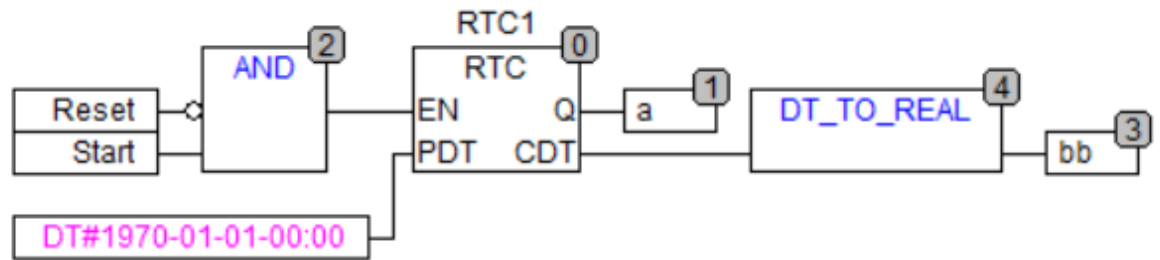 RTC1
AND 2
RTC 0
Reset
Start
EN Q
PDT CDT
a 1
DT_TO_REAL 4
bb 3
DT#1970-01-01-00:00